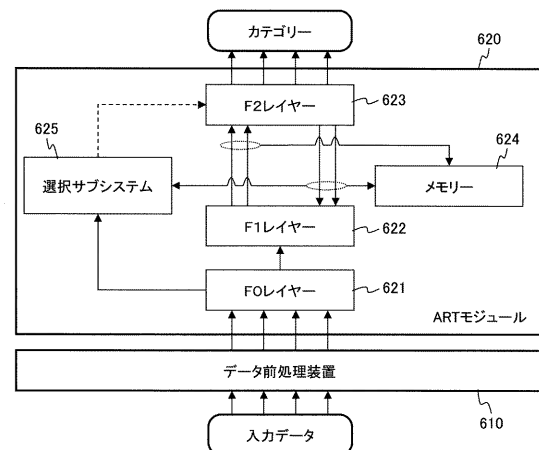 カテゴリー
620
F2レイヤー
623
625
624
選択サブシステム
メモリー
F1レイヤー
622
F0レイヤー
621
ARTモジュール
データ前処理装置
610
入力データ